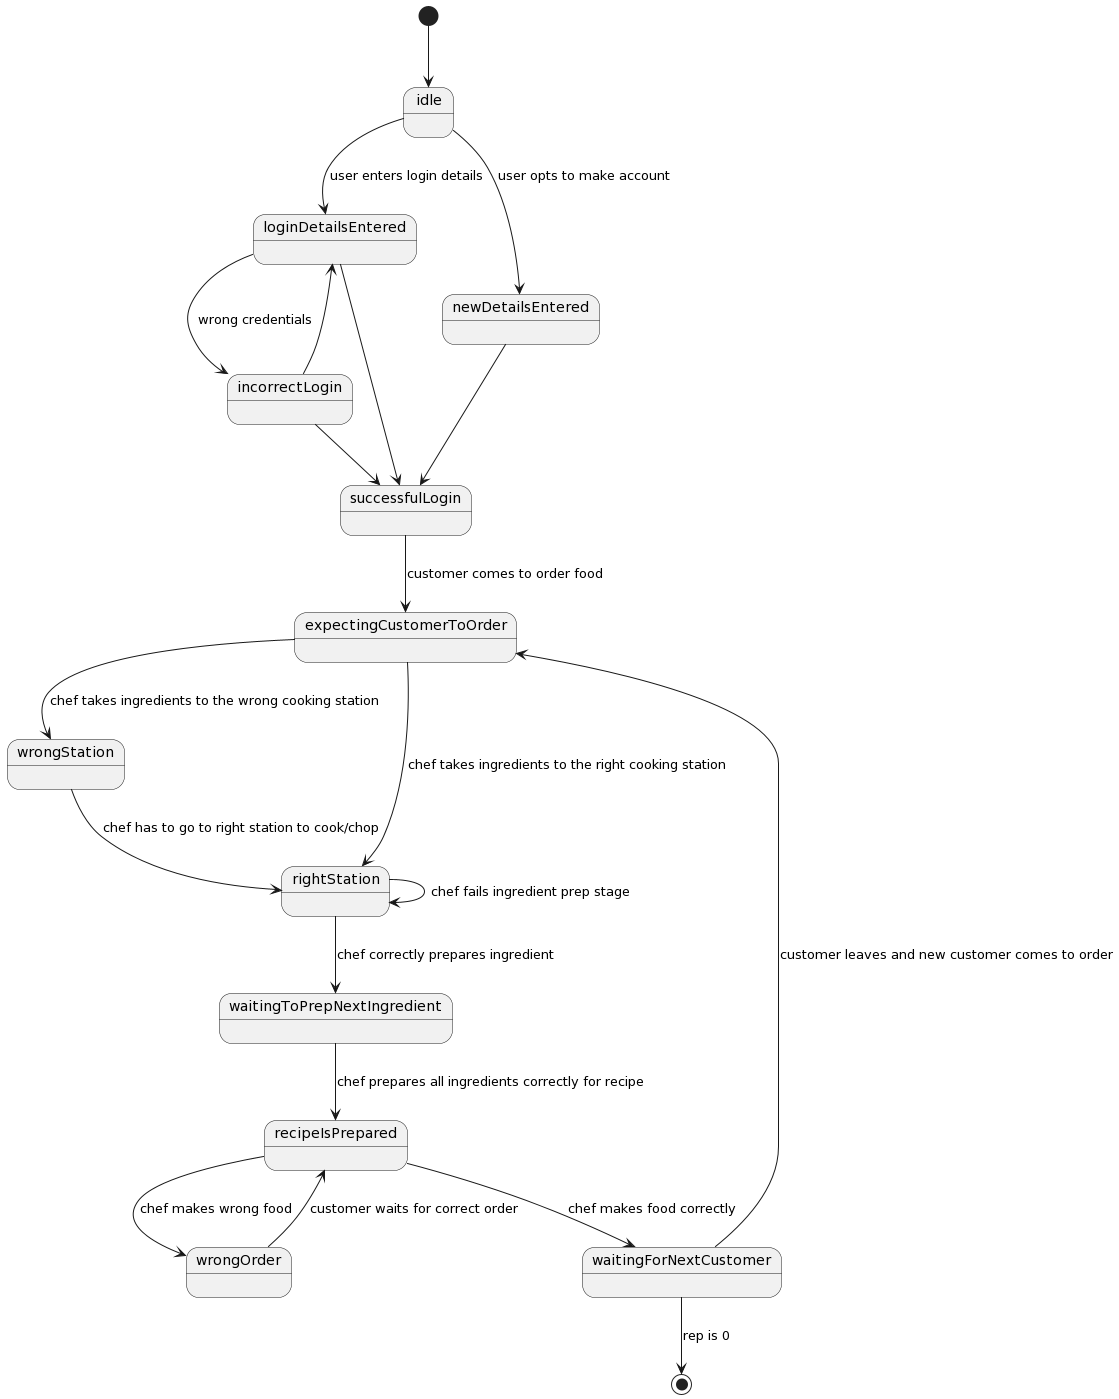 idle
user enters login details
user opts to make account
loginDetailsEntered
newDetailsEntered
wrong credentials
incorrectLogin
successfulLogin
customer comes to order food
expectingCustomerToOrder
chef takes ingredients to the wrong cooking station
wrongStation
chef takes ingredients to the right cooking station
chef has to go to right station to cook/chop
rightStation
chef fails ingredient prep stage
chef correctly prepares ingredient
customer leaves and new customer comes to order
waitingToPrepNextIngredient
chef prepares all ingredients correctly for recipe
recipeIsPrepared
chef makes wrong food
customer waits for correct order
chef makes food correctly
wrongOrder
waitingForNextCustomer
rep is 0